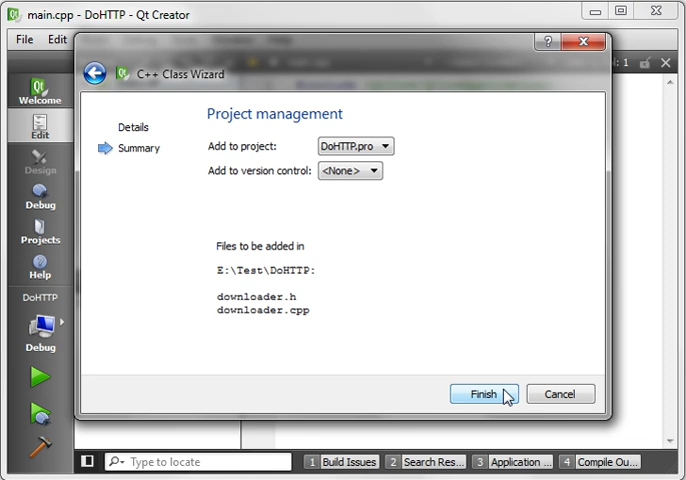 main.cpp - DoHTTP - Qt Creator
File Edit
: 1
C++ Class Wizard
Qt
Welcome
Edit
Design
Debug
Projects
Help
DoHTTP
Debug
Details
Summary
Project management
Add to project: DoHTTP.pro
Add to version control: <None>
Files to be added in
E:\Test\DoHTTP:
downloader.h
downloader.cpp
Finish Cancel
Type to locate
1 Build Issues 2 Search Res... 3 Application ... 4 Compile Ou...